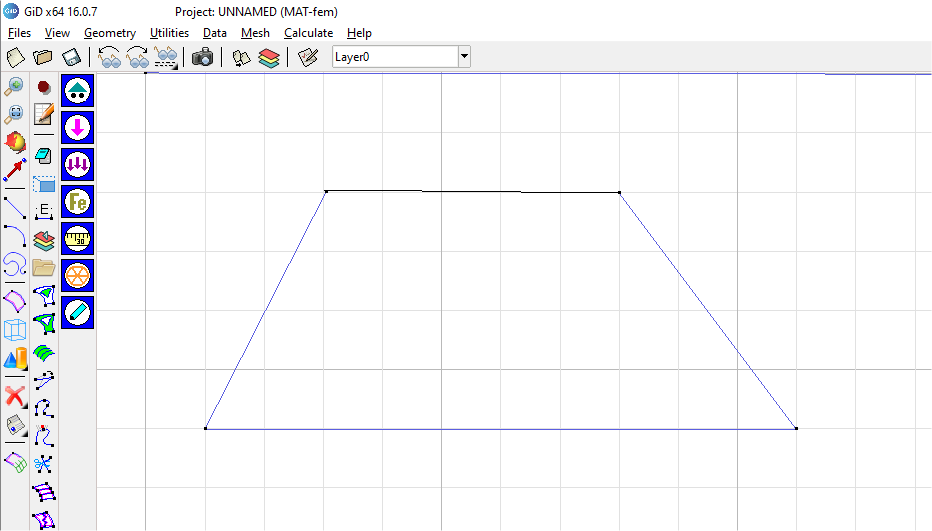 GiD x64 16.0.7 Project: UNNAMED (MAT-fem)
Files View Geometry Utilities Data Mesh Calculate Help
Layer0
Fe
E
30